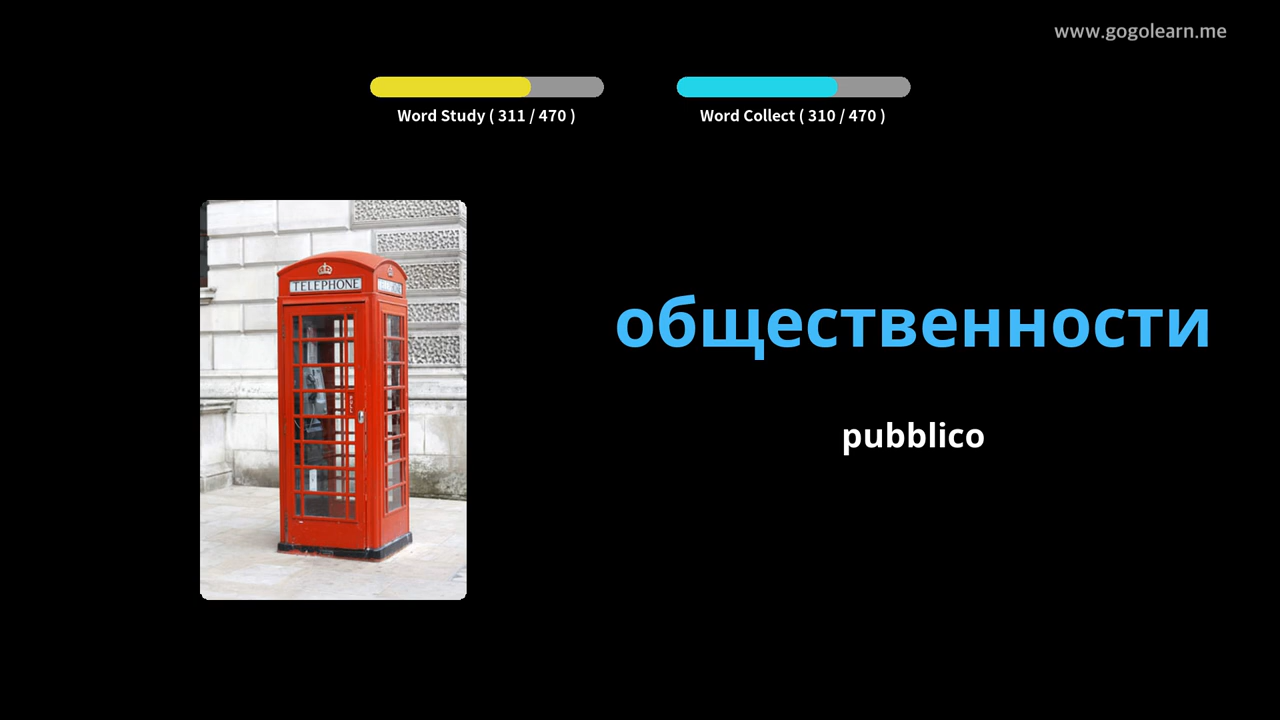 www.gogolearn.me
Word Study ( 311 / 470 )
Word Collect ( 310 / 470 )
TELEPHONE
общественности
pubblico